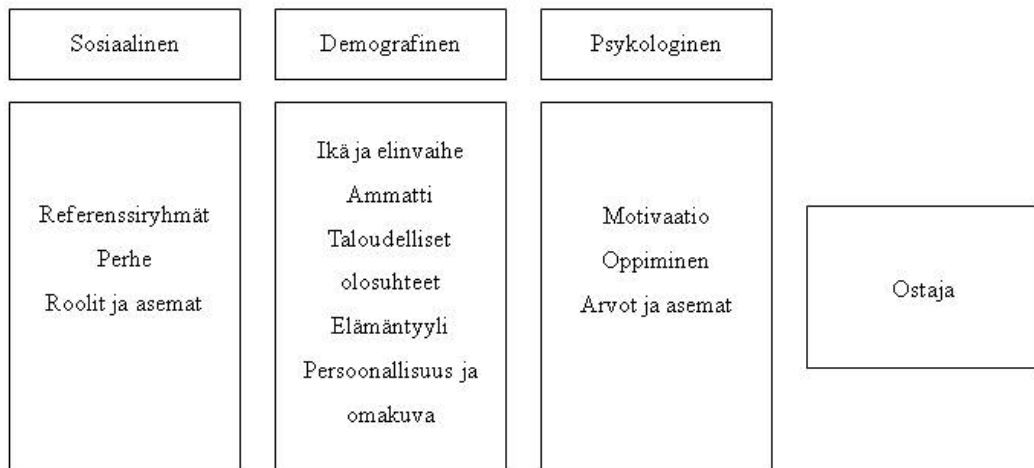 Sosiaalinen
Demografinen
Psykologinen
Referenssiryhmät
Perhe
Roolit ja asemat
Ikä ja elinvaihe
Ammatti
Taloudelliset
olosuhteet
Elämäntyyli
Persoonallisuus ja
omakuva
Motivaatio
Oppiminen
Arvot ja asemat
Ostaja